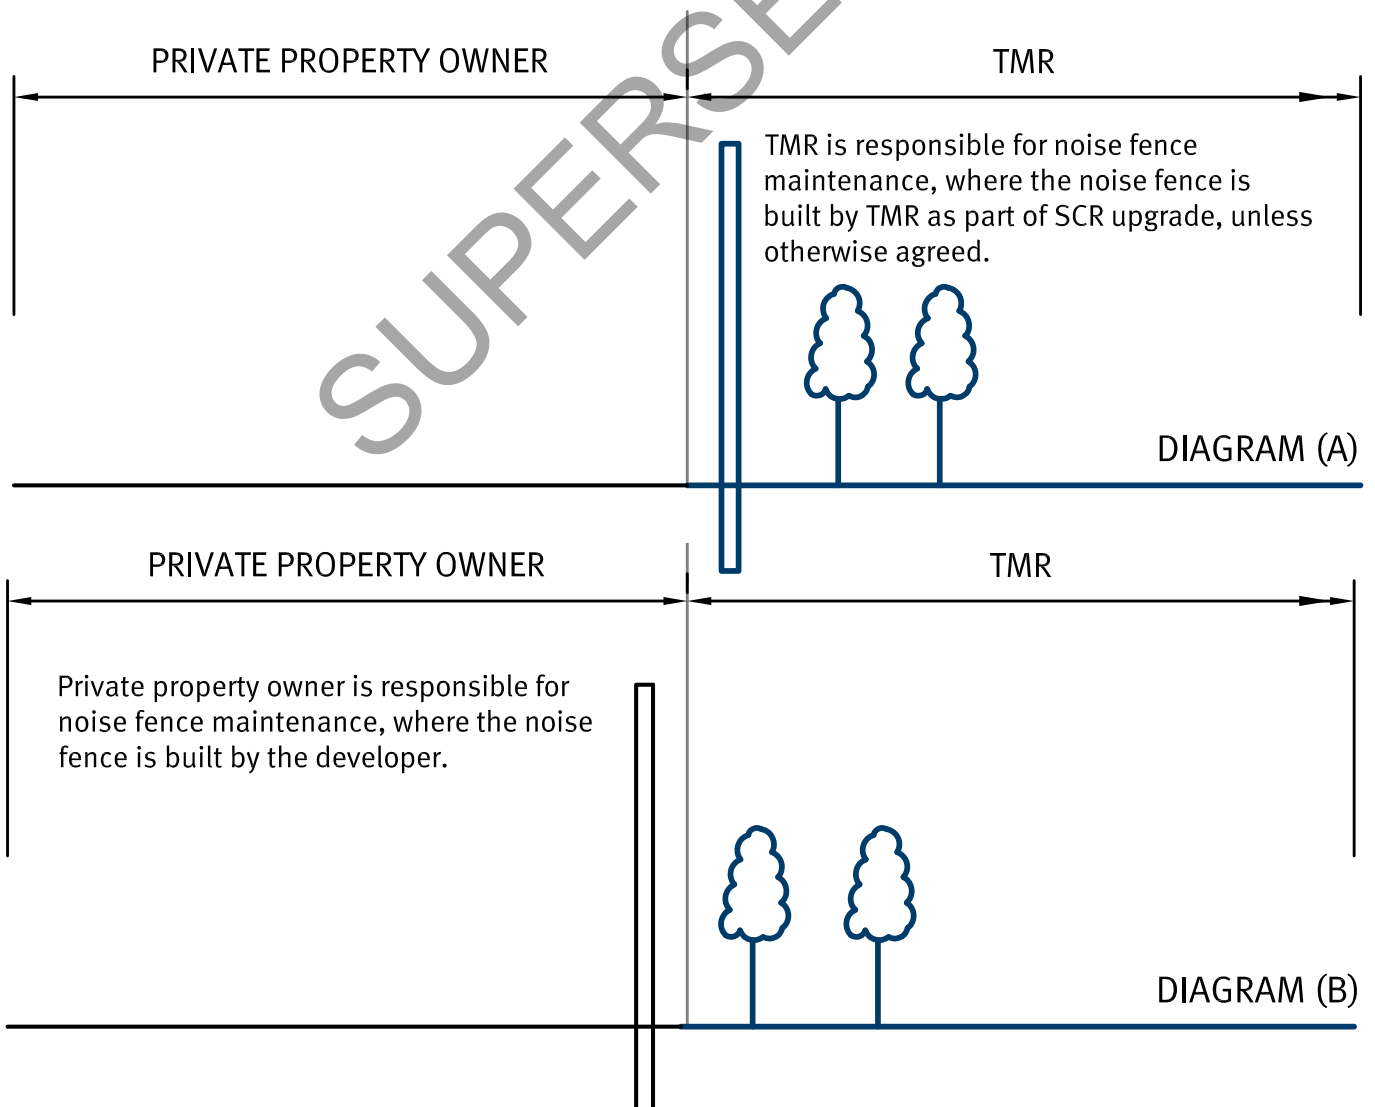 PRIVATE PROPERTY OWNER
TMR
TMR is responsible for noise fence
maintenance, where the noise fence is
built by TMR as part of SCR upgrade, unless
otherwise agreed.
DIAGRAM (A)
PRIVATE PROPERTY OWNER
TMR
Private property owner is responsible for
noise fence maintenance, where the noise
fence is built by the developer.
DIAGRAM (B)
SUPERSE